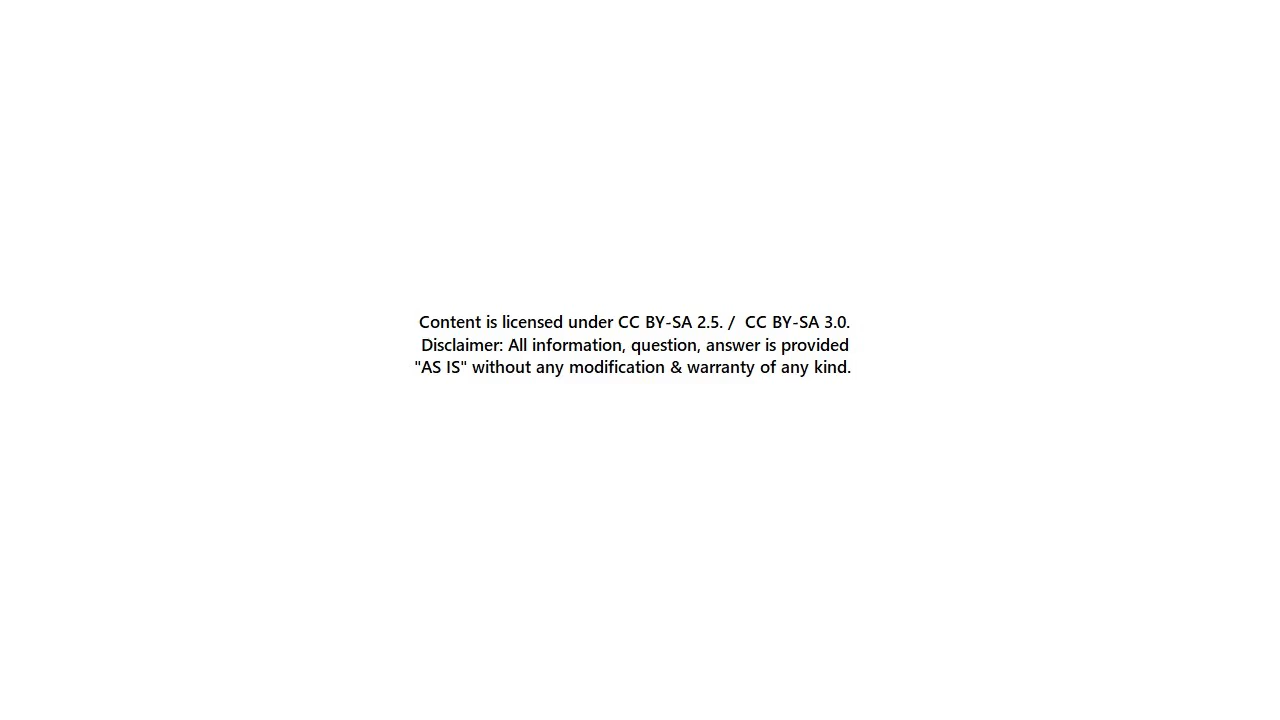 Content is licensed under CC BY-SA 2.5. /  CC BY-SA 3.0.
Disclaimer: All information, question, answer is provided
"AS IS" without any modification & warranty of any kind.